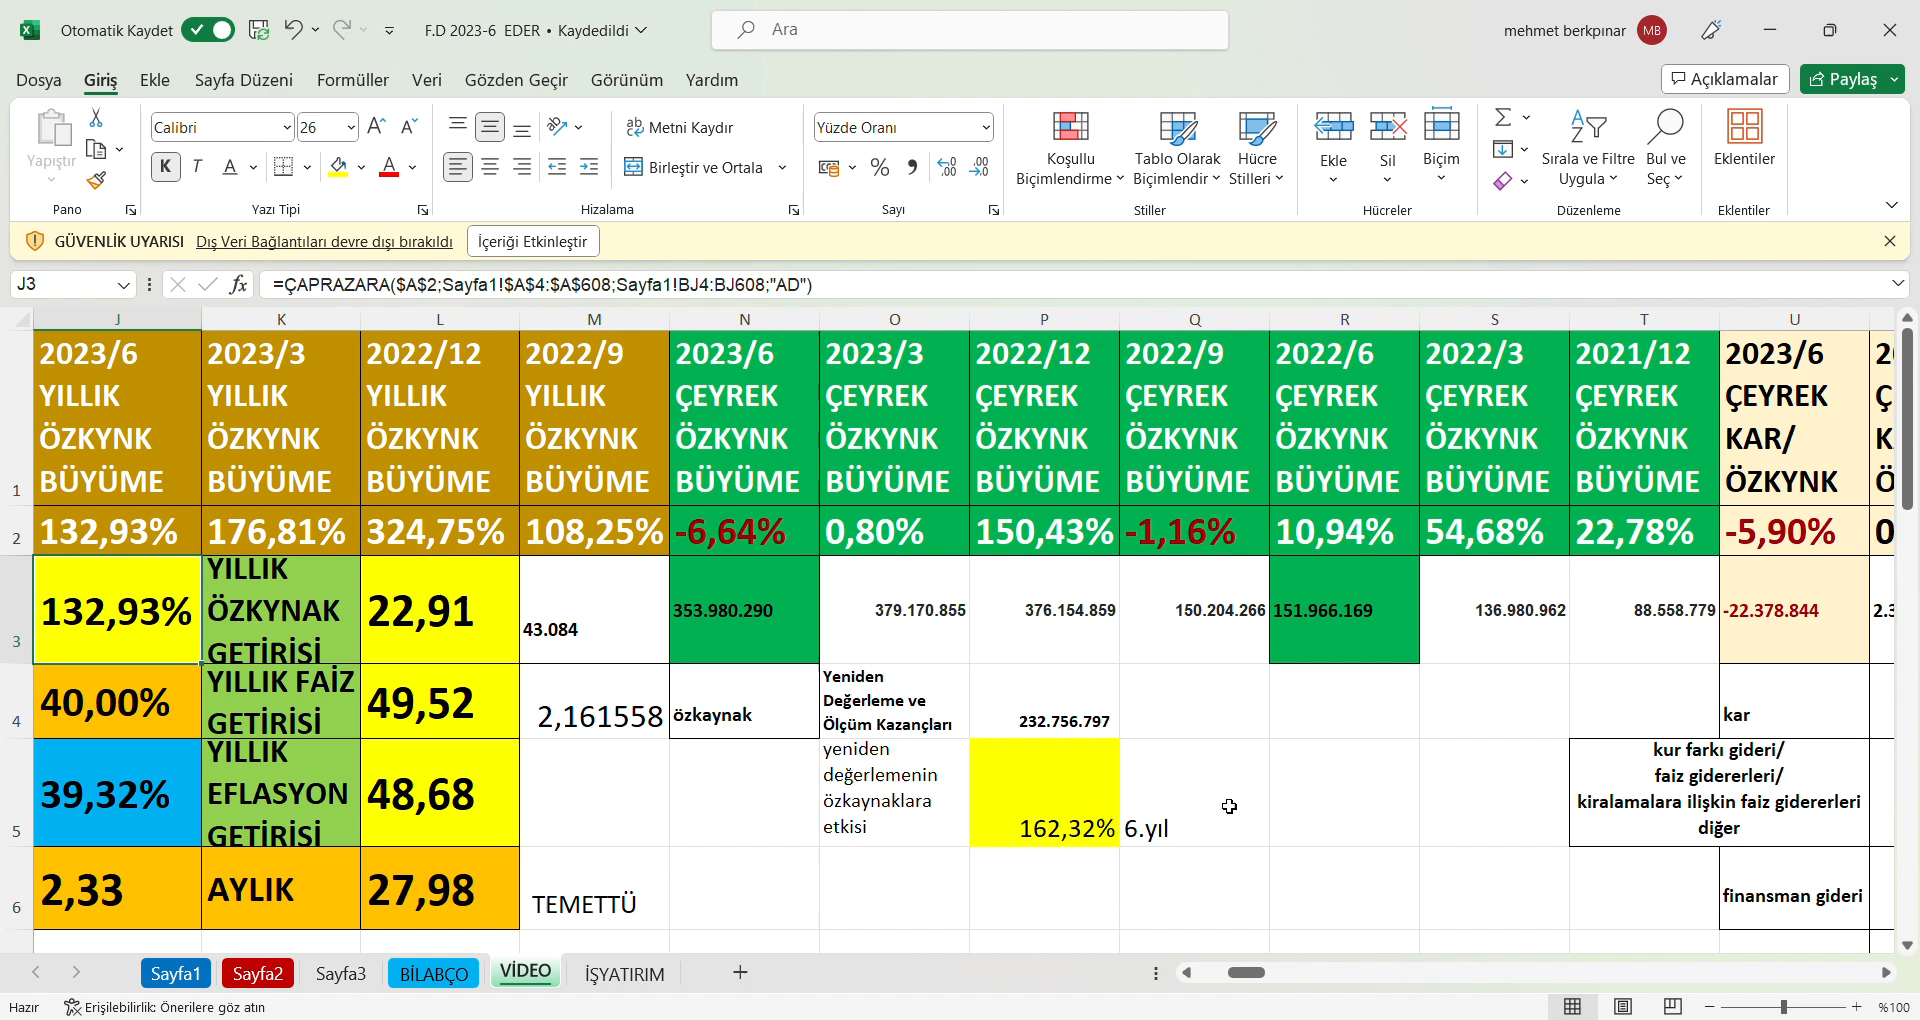 Otomatik Kaydet
F.D 2023-6 EDER • Kaydedildi
Ara
mehmet berkpınar
MB
Dosya Giriş Ekle Sayfa Düzeni Formüller Veri Gözden Geçir Görünüm Yardım
Açıklamalar
Paylaş
Yapıştır
Calibri
26
K T A
Metni Kaydır
Birleştir ve Ortala
Yüzde Oranı
Koşullu
Biçimlendirme
Tablo Olarak
Biçimlendir
Hücre
Stilleri
Ekle
Sil
Biçim
Sırala ve Filtre
Uygula
Bul ve
Seç
Eklentiler
Pano
Yazı Tipi
Hizalama
Sayı
Stiller
Hücreler
Düzenleme
Eklentiler
GÜVENLİK UYARISI Dış Veri Bağlantıları devre dışı bırakıldı İçeriği Etkinleştir
J3
fx
=ÇAPRAZARA($A$2;Sayfa1!$A$4:$A$608;Sayfa1!BJ4:BJ608;"AD")
J K L M N O P Q R S T U
1
2023/6
YILLIK
ÖZKYNK
BÜYÜME
2023/3
YILLIK
ÖZKYNK
BÜYÜME
2022/12
YILLIK
ÖZKYNK
BÜYÜME
2022/9
YILLIK
ÖZKYNK
BÜYÜME
2023/6
ÇEYREK
ÖZKYNK
BÜYÜME
2023/3
ÇEYREK
ÖZKYNK
BÜYÜME
2022/12
ÇEYREK
ÖZKYNK
BÜYÜME
2022/9
ÇEYREK
ÖZKYNK
BÜYÜME
2022/6
ÇEYREK
ÖZKYNK
BÜYÜME
2022/3
ÇEYREK
ÖZKYNK
BÜYÜME
2021/12
ÇEYREK
ÖZKYNK
BÜYÜME
2023/6
ÇEYREK
KAR/
ÖZKYNK
2
Ç
K
Ö
2 132,93% 176,81% 324,75% 108,25% -6,64% 0,80% 150,43% -1,16% 10,94% 54,68% 22,78% -5,90% 0
3
132,93%
YILLIK
ÖZKYNAK
GETİRİSİ
22,91
43.084
353.980.290
379.170.855
376.154.859
150.204.266
151.966.169
136.980.962
88.558.779
-22.378.844
2.3
4
40,00%
YILLIK FAİZ
GETİRİSİ
49,52
2,161558
özkaynak
Yeniden
Değerleme ve
Ölçüm Kazançları
232.756.797
kar
5
39,32%
YILLIK
EFLASYON
GETİRİSİ
48,68
yeniden
değerlemenin
özkaynaklara
etkisi
162,32%
6.yıl
kur farkı gideri/
faiz gidererleri/
kiralamalara ilişkin faiz gidererleri
diğer
6
2,33
AYLIK
27,98
TEMETTÜ
finansman gideri
Sayfa1 Sayfa2 Sayfa3 BİLABÇO VİDEO İŞYATIRIM
Hazır
Erişilebilirlik: Önerilere göz atın
%100